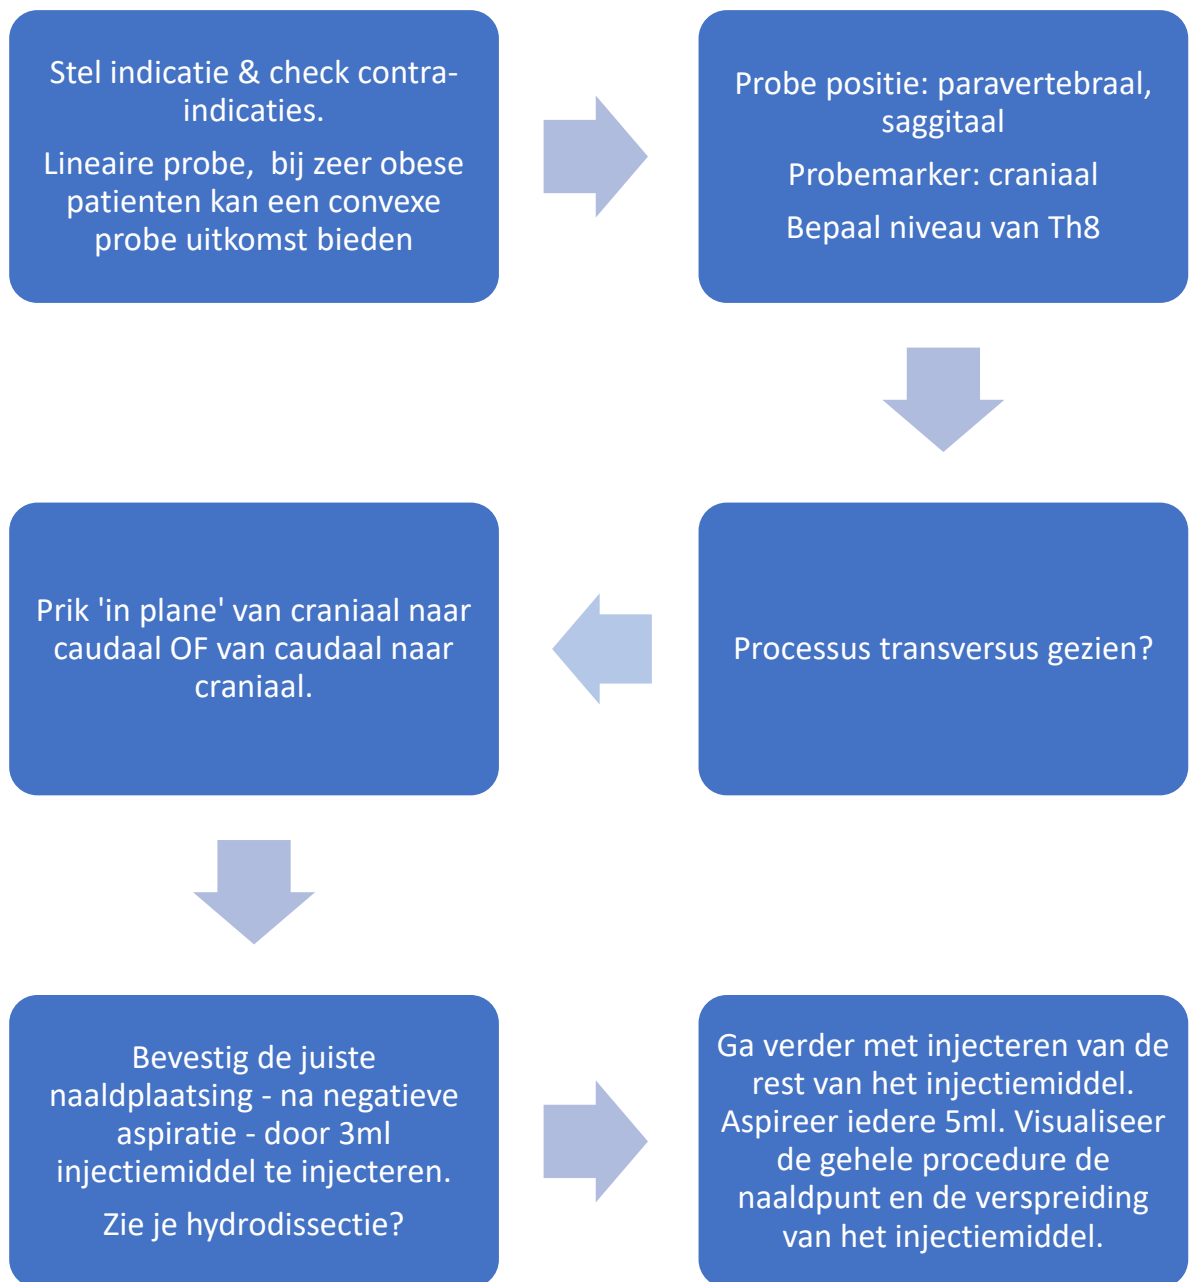 Stel indicatie & check contra-
indicaties.
Lineaire probe, bij zeer obese
patienten kan een convexe
probe uitkomst bieden
Probe positie: paravertebraal,
saggitaal
Probemarker: craniaal
Bepaal niveau van Th8
Processus transversus gezien?
Prik 'in plane' van craniaal naar
caudaal OF van caudaal naar
craniaal.
Bevestig de juiste
naaldplaatsing - na negatieve
aspiratie - door 3ml
injectiemiddel te injecteren.
Zie je hydrodissectie?
Ga verder met injecteren van de
rest van het injectiemiddel.
Aspireer iedere 5ml. Visualiseer
de gehele procedure de
naaldpunt en de verspreiding
van het injectiemiddel.